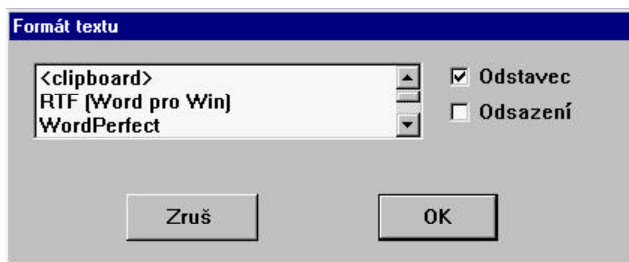 Formát textu
<clipboard>
RTF (Word pro Win)
WordPerfect
Odstavec
Odsazení
Zruš
OK